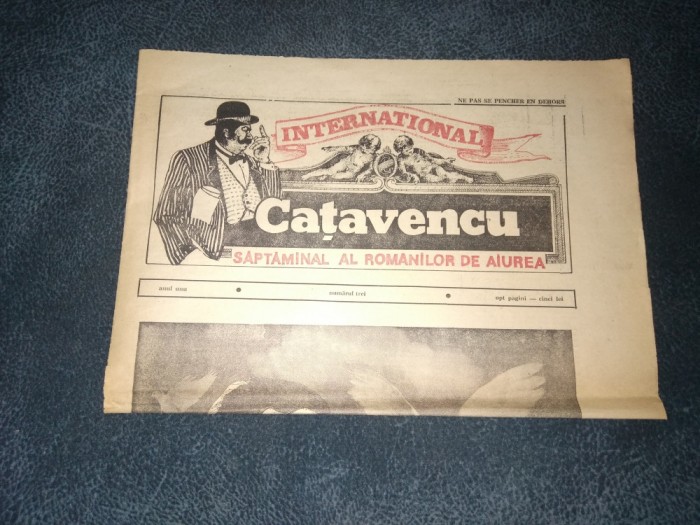 NE PAS SE PENCHER EN DEHORS
INTERNATIONAL
Cațavencu
SĂPTĂMÎNAL AL ROMÂNILOR DE AIUREA
anul unu • numărul trei • opt pagini — cinci lei